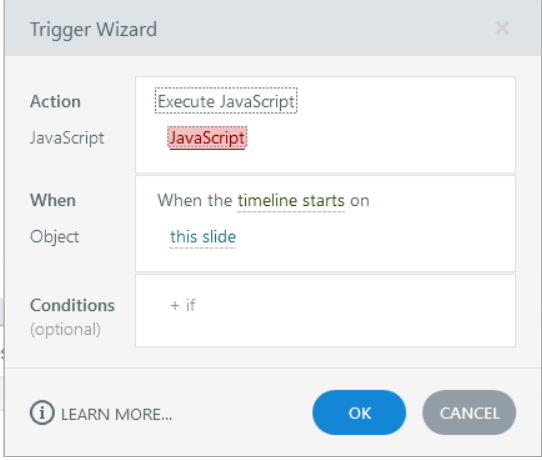 Trigger Wizard
Action
Execute JavaScript
JavaScript
JavaScript
When
When the timeline starts on
Object
this slide
Conditions
+ if
(optional)
LEARN MORE...
OK
CANCEL